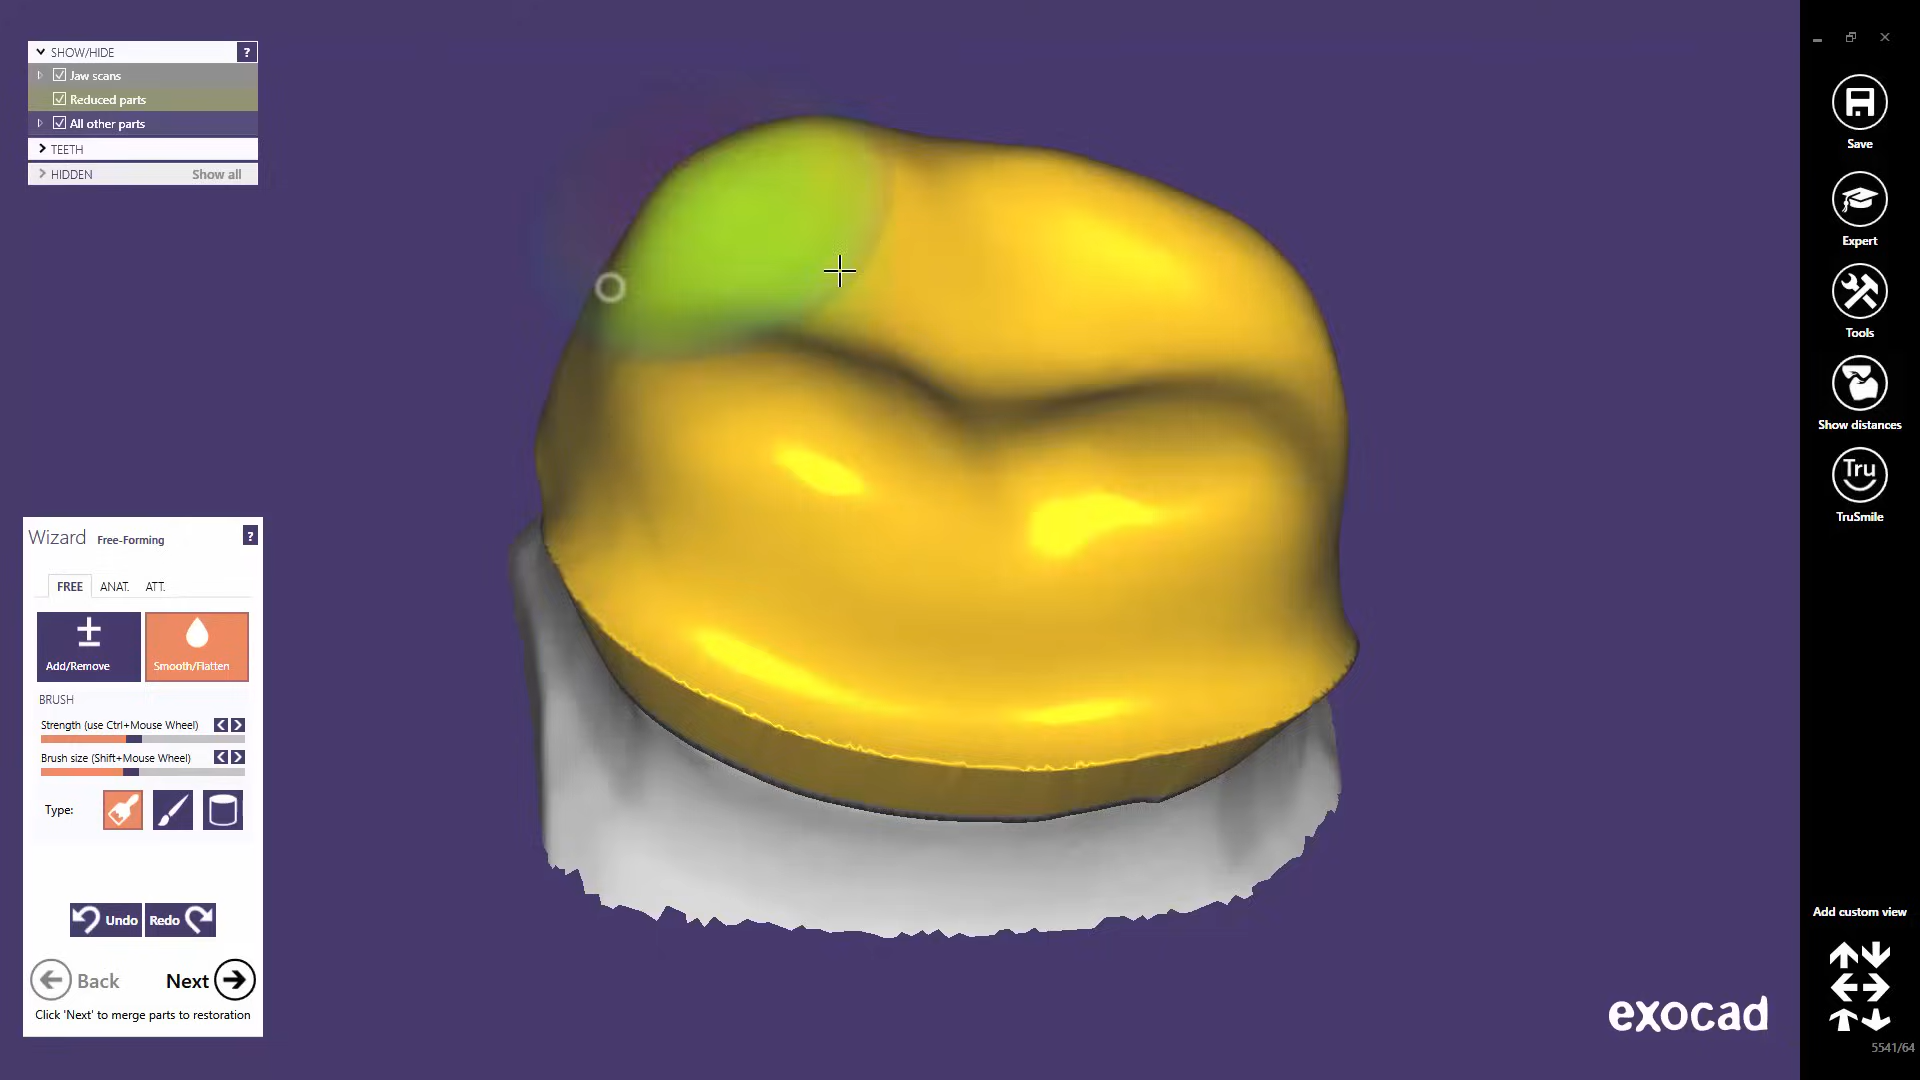 SHOW/HIDE ?
Jaw scans
Reduced parts
All other parts
TEETH
HIDDEN Show all
Wizard Free-Forming ?
FREE ANAT. ATT.
Add/Remove Smooth/Flatten
BRUSH
Strength (use Ctrl+Mouse Wheel)
Brush size (Shift+Mouse Wheel)
Type:
Undo Redo
Back Next
Click 'Next' to merge parts to restoration
Save
Expert
Tools
Show distances
Tru
TruSmile
Add custom view
exocad
5541/64